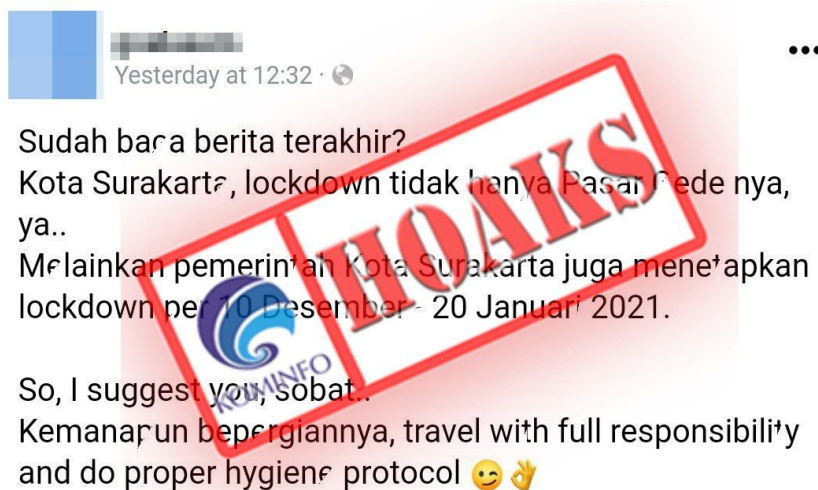 Yesterday at 12:32 ·
Sudah baca berita terakhir?
Kota Surakarta, lockdown tidak hanya Pasar Gede nya,
ya..
Melainkan pemerintah Kota Surakarta juga menetapkan
lockdown per 10 Desember - 20 Januari 2021.
HOAKS
KOMINFO
So, I suggest you, sobat..
Kemanapun bepergiannya, travel with full responsibility
and do proper hygiene protocol 😉👌